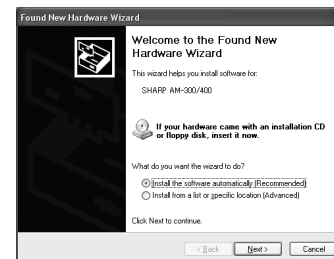 Found New Hardware Wizard
Welcome to the Found New
Hardware Wizard
This wizard helps you install software for:
SHARP AM-300/400
If your hardware came with an installation CD
or floppy disk, insert it now.
What do you want the wizard to do?
Install the software automatically (Recommended)
Install from a list or specific location (Advanced)
Click Next to continue.
< Back Next > Cancel